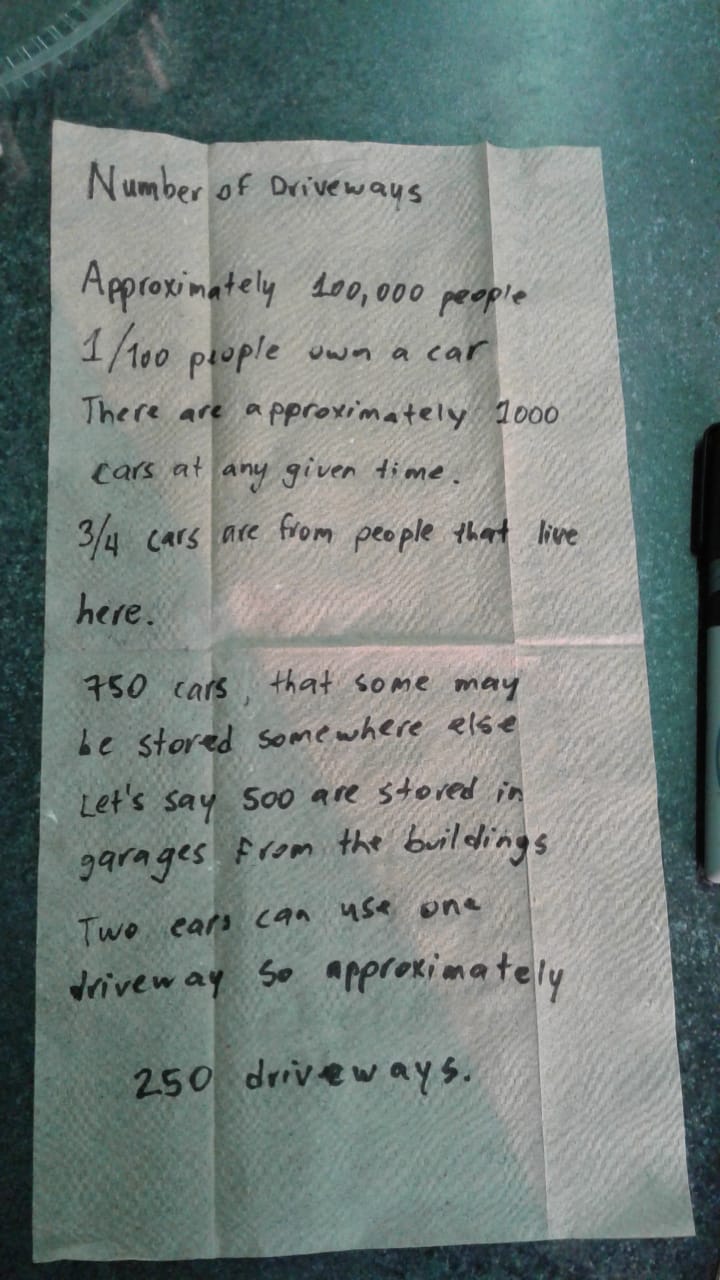 Number of Driveways
Approximately 100,000 people
1/100 people own a car
There are approximately 1000
cars at any given time.
3/4 cars are from people that live
here.
750 cars, that some may
be stored somewhere else
Let's say 500 are stored in
garages from the buildings
Two cars can use one
driveway so approximately
250 driveways.